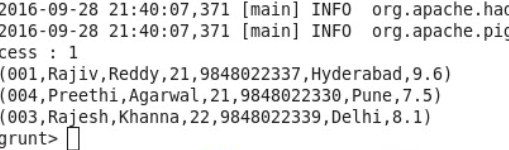 2016-09-28 21:40:07,371 [main] INFO org.apache.had
2016-09-28 21:40:07,371 [main] INFO org.apache.pig
cess : 1
(001,Rajiv,Reddy,21,9848022337,Hyderabad,9.6)
(004,Preethi,Agarwal,21,9848022330,Pune,7.5)
(003,Rajesh,Khanna,22,9848022339,Delhi,8.1)
grunt>